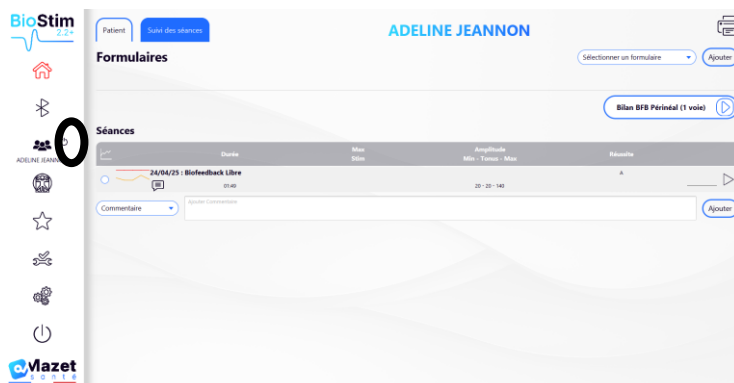 BioStim
2.2+
Patient
Suivi des séances
ADELINE JEANNON
Formulaires
Sélectionner un formulaire
Ajouter
Bilan BFB Périnéal (1 voie)
Séances
Durée
Max
Stim
Amplitude
Min - Tonus - Max
Réussite
24/04/25 : Biofeedback Libre
01:49
20 - 20 - 140
Commentaire
Ajouter Commentaire
Ajouter
ADELINE JEANN
Mazet
santé